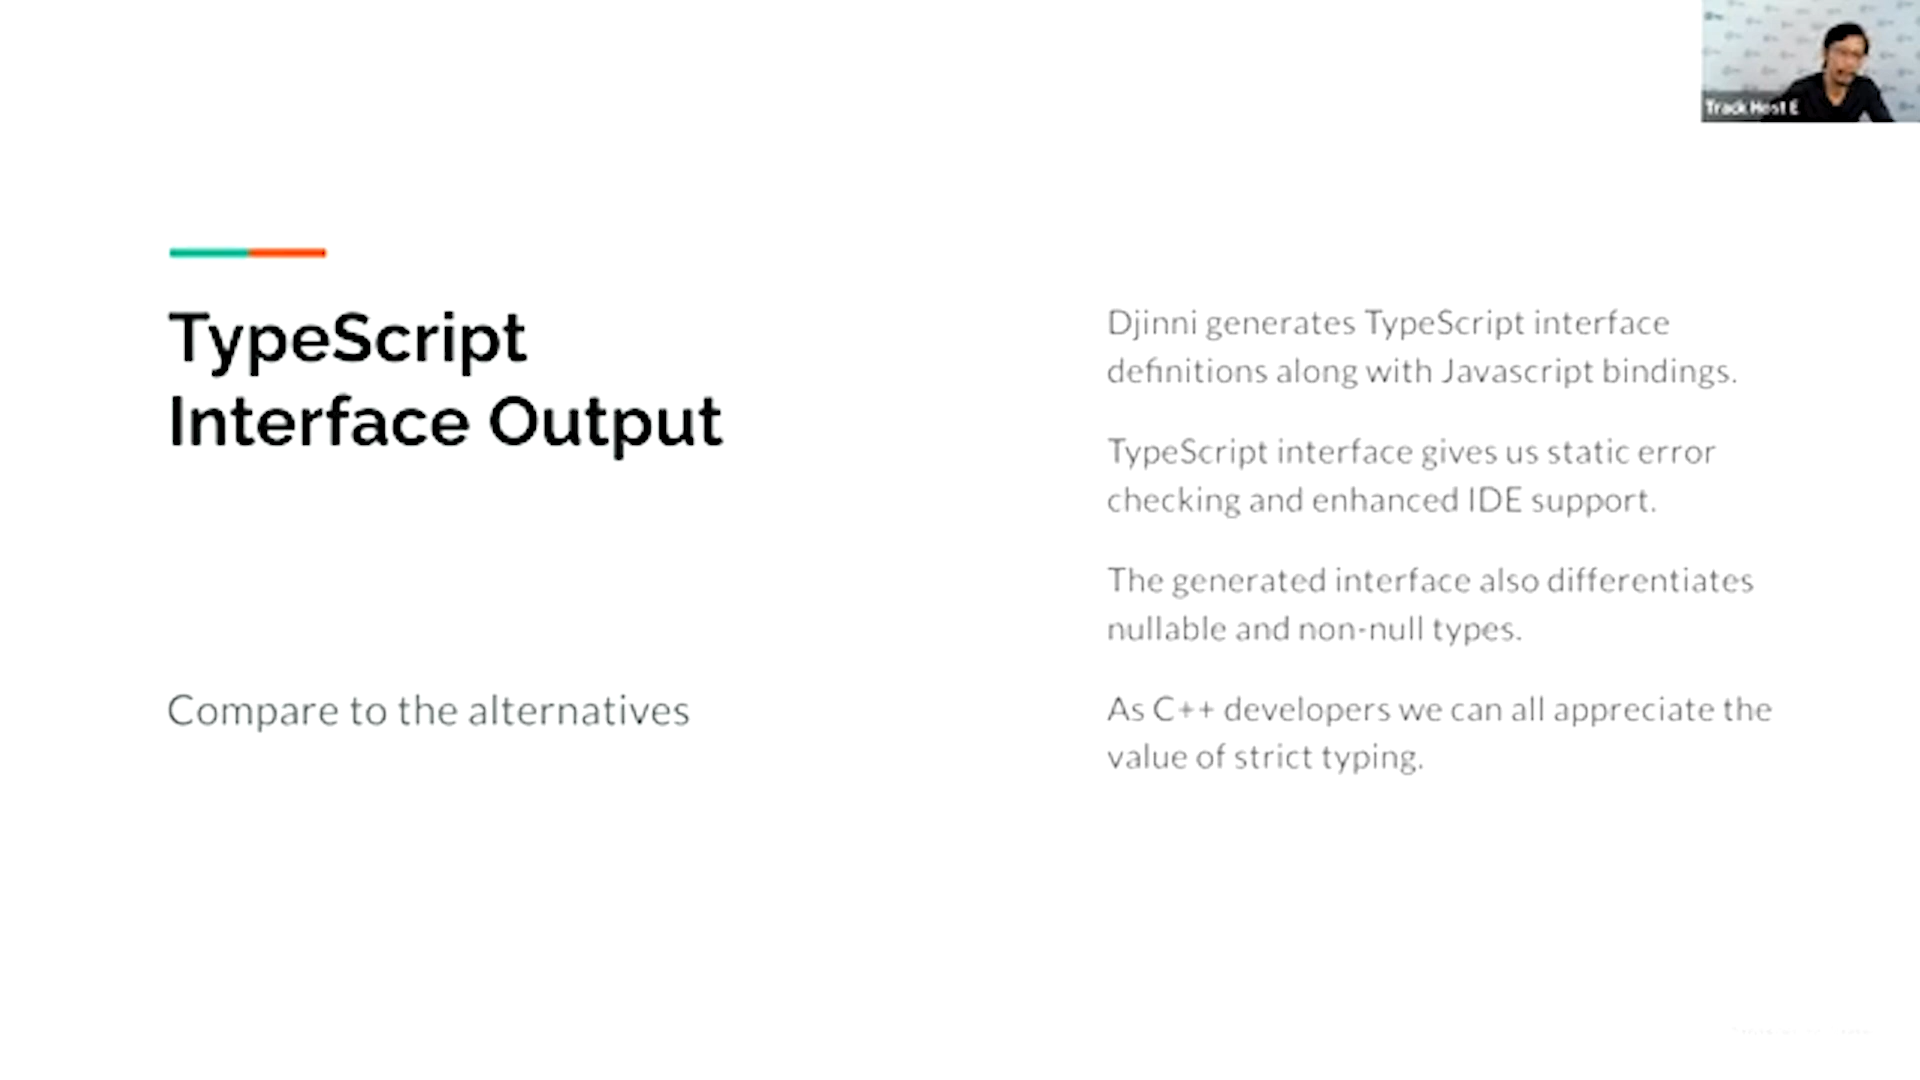 Track Host E
TypeScript
Interface Output
Compare to the alternatives
Djinni generates TypeScript interface
definitions along with Javascript bindings.
TypeScript interface gives us static error
checking and enhanced IDE support.
The generated interface also differentiates
nullable and non-null types.
As C++ developers we can all appreciate the
value of strict typing.